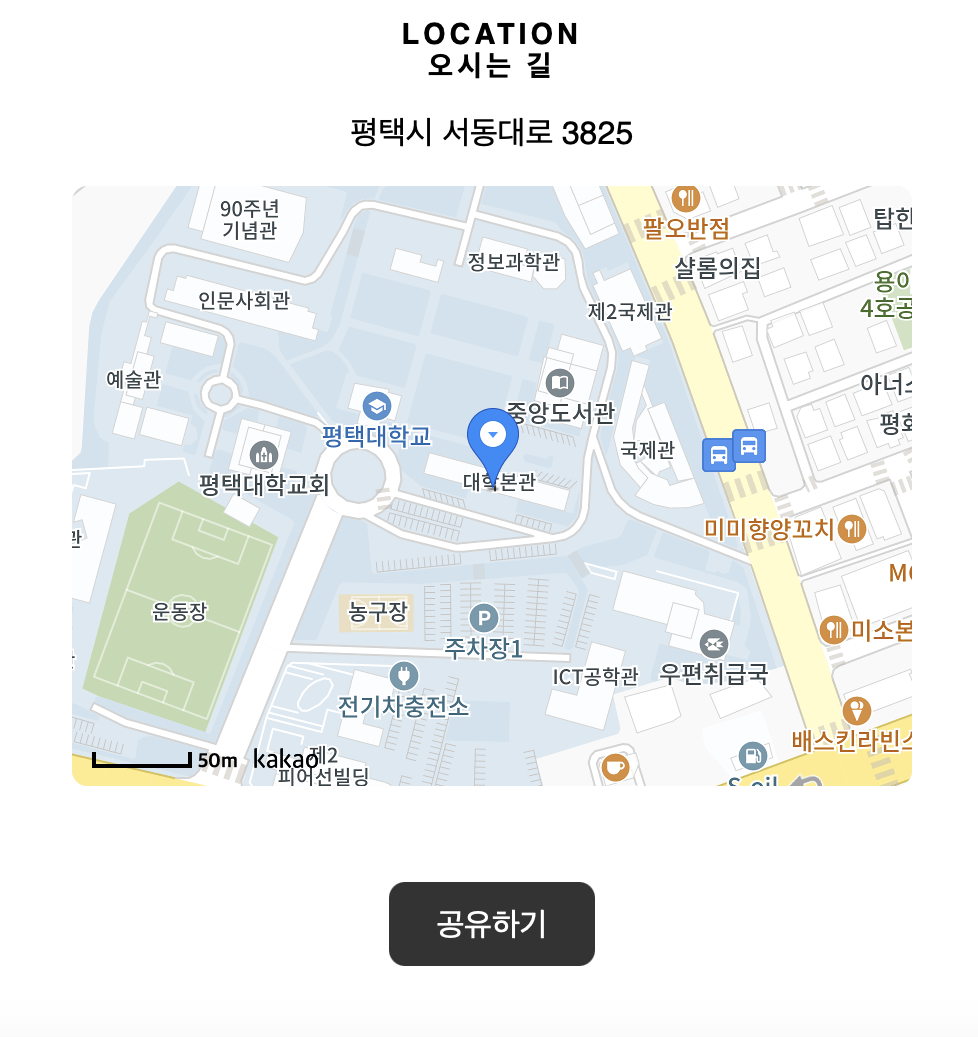 LOCATION
오시는 길
평택시 서동대로 3825
90주년
기념관
팔오반점
탑한
정보과학관
샬롬의집
용이
4호공
인문사회관
제2국제관
예술관
아너스
중앙도서관
평화
평택대학교
국제관
평택대학교회
대학본관
미미향양꼬치
관
운동장
농구장
미소본
주차장1
ICT공학관
우편취급국
전기차충전소
배스킨라빈스
50m
kakao
제2
피어선빌딩
S-oil
공유하기